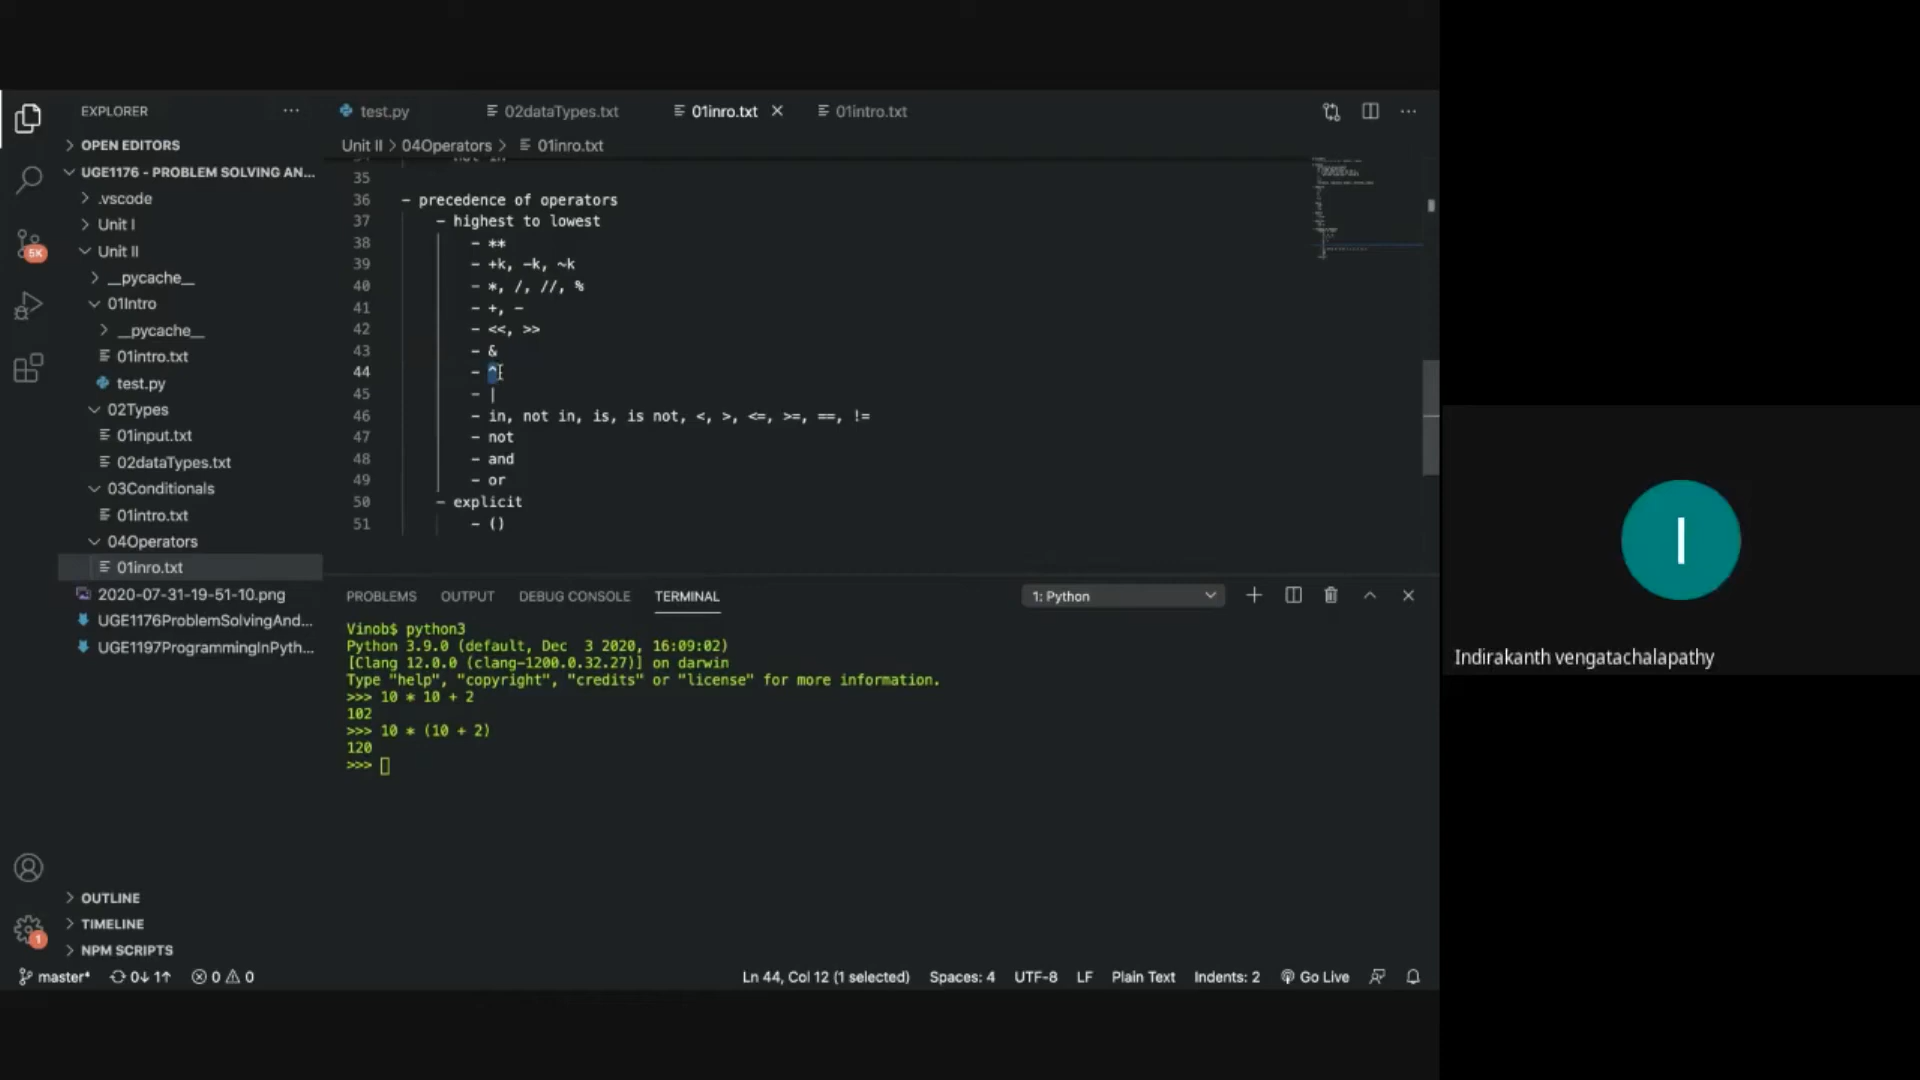 EXPLORER
OPEN EDITORS
UGE1176 - PROBLEM SOLVING AN...
.vscode
Unit I
Unit II
__pycache__
01Intro
__pycache__
01intro.txt
test.py
02Types
01input.txt
02dataTypes.txt
03Conditionals
01intro.txt
04Operators
01inro.txt
2020-07-31-19-51-10.png
UGE1176ProblemSolvingAnd...
UGE1197ProgrammingInPyth...
OUTLINE
TIMELINE
NPM SCRIPTS
5K
1
test.py 02dataTypes.txt 01inro.txt 01intro.txt
Unit II > 04Operators > 01inro.txt
35
36 - precedence of operators
37 - highest to lowest
38 - **
39 - +k, -k, ~k
40 - *, /, //, %
41 - +, -
42 - <<, >>
43 - &
44 - ^
45 - |
46 - in, not in, is, is not, <, >, <=, >=, ==, !=
47 - not
48 - and
49 - or
50 - explicit
51 - ()
PROBLEMS OUTPUT DEBUG CONSOLE TERMINAL 1: Python
Vinob$ python3
Python 3.9.0 (default, Dec  3 2020, 16:09:02)
[Clang 12.0.0 (clang-1200.0.32.27)] on darwin
Type "help", "copyright", "credits" or "license" for more information.
>>> 10 * 10 + 2
102
>>> 10 * (10 + 2)
120
>>>
master* 0↓ 1↑ 0 0 Ln 44, Col 12 (1 selected) Spaces: 4 UTF-8 LF Plain Text Indents: 2 Go Live
I
Indirakanth vengatachalapathy